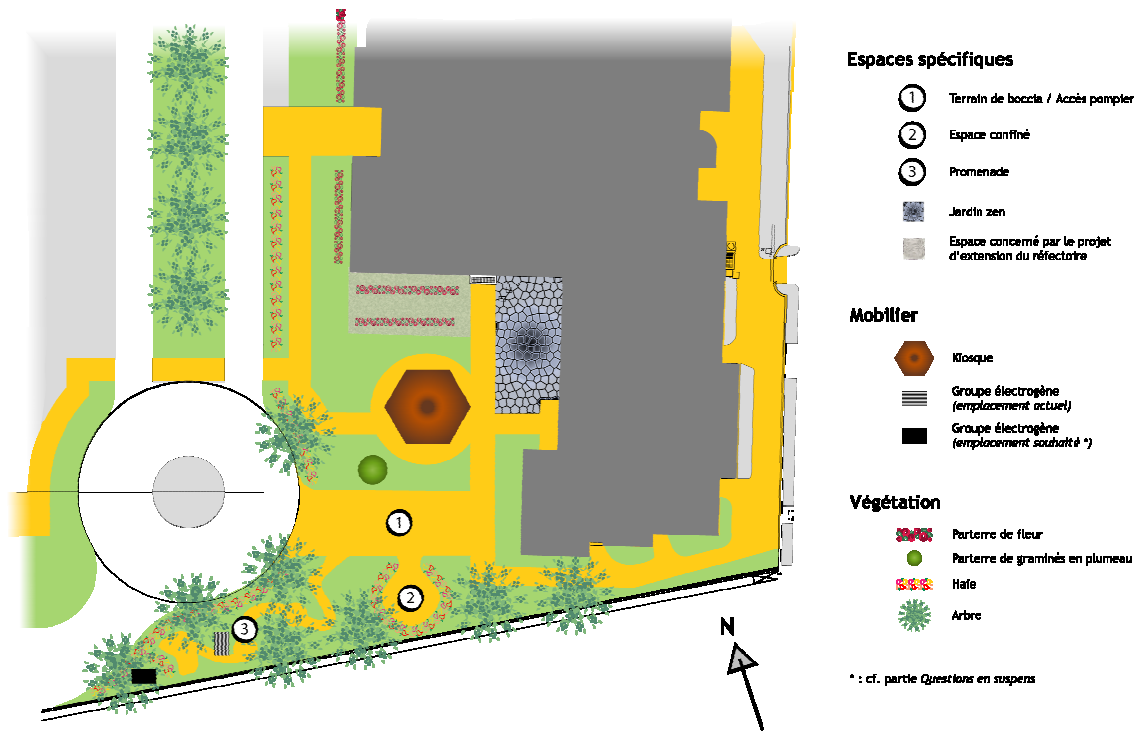 Espaces spécifiques
1 Terrain de boccia / Accès pompier
2 Espace confiné
3 Promenade
Jardin zen
Espace concerné par le projet
d'extension du réfectoire
Mobilier
Kiosque
Groupe électrogène
(emplacement actuel)
Groupe électrogène
(emplacement souhaité *)
Végétation
Parterre de fleur
Parterre de graminés en plumeau
Haie
Arbre
* : cf. partie Questions en suspens
1
2
3
N